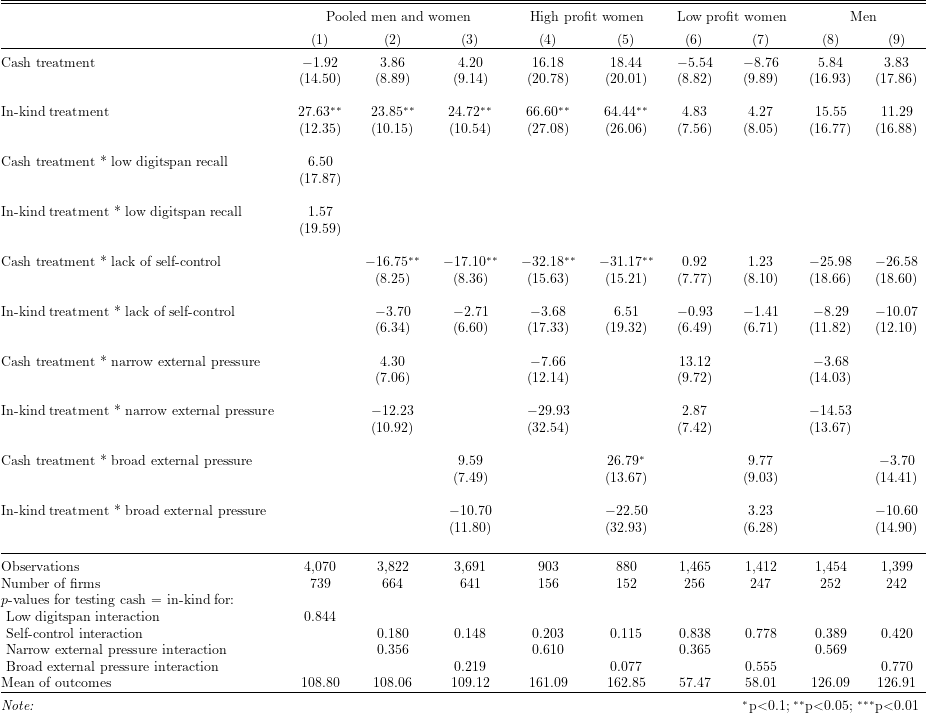 Pooled men and women High profit women Low profit women Men
(1) (2) (3) (4) (5) (6) (7) (8) (9)
Cash treatment −1.92 3.86 4.20 16.18 18.44 −5.54 −8.76 5.84 3.83
(14.50) (8.89) (9.14) (20.78) (20.01) (8.82) (9.89) (16.93) (17.86)
In-kind treatment 27.63** 23.85** 24.72** 66.60** 64.44** 4.83 4.27 15.55 11.29
(12.35) (10.15) (10.54) (27.08) (26.06) (7.56) (8.05) (16.77) (16.88)
Cash treatment * low digitspan recall 6.50
(17.87)
In-kind treatment * low digitspan recall 1.57
(19.59)
Cash treatment * lack of self-control −16.75** −17.10** −32.18** −31.17** 0.92 1.23 −25.98 −26.58
(8.25) (8.36) (15.63) (15.21) (7.77) (8.10) (18.66) (18.60)
In-kind treatment * lack of self-control −3.70 −2.71 −3.68 6.51 −0.93 −1.41 −8.29 −10.07
(6.34) (6.60) (17.33) (19.32) (6.49) (6.71) (11.82) (12.10)
Cash treatment * narrow external pressure 4.30 −7.66 13.12 −3.68
(7.06) (12.14) (9.72) (14.03)
In-kind treatment * narrow external pressure −12.23 −29.93 2.87 −14.53
(10.92) (32.54) (7.42) (13.67)
Cash treatment * broad external pressure 9.59 26.79* 9.77 −3.70
(7.49) (13.67) (9.03) (14.41)
In-kind treatment * broad external pressure −10.70 −22.50 3.23 −10.60
(11.80) (32.93) (6.28) (14.90)
Observations 4,070 3,822 3,691 903 880 1,465 1,412 1,454 1,399
Number of firms 739 664 641 156 152 256 247 252 242
p-values for testing cash = in-kind for:
Low digitspan interaction 0.844
Self-control interaction 0.180 0.148 0.203 0.115 0.838 0.778 0.389 0.420
Narrow external pressure interaction 0.356 0.610 0.365 0.569
Broad external pressure interaction 0.219 0.077 0.555 0.770
Mean of outcomes 108.80 108.06 109.12 161.09 162.85 57.47 58.01 126.09 126.91
Note: *p<0.1; **p<0.05; ***p<0.01